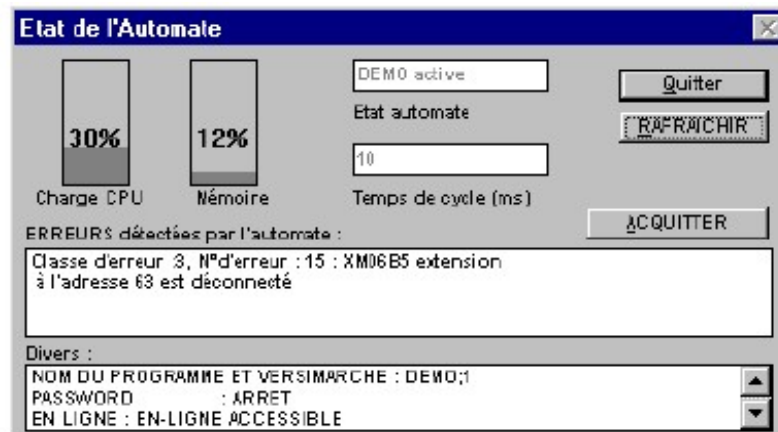 Etat de l'Automate
30%
Charge CPU
12%
Némoire
DEMO active
Etat automate
10
Temps de cycle (ms)
Quitter
RAFRAICHIR
ACQUITTER
ERREURS détectées par l'automate :
Classe d'erreur :3, N°d'erreur : 15 : XM06B5 extension
à l'adresse 63 est déconnecté
Divers :
NOM DU PROGRAMME ET VERSIMARCHE : DEMO;1
PASSWORD : ARRET
EN LIGNE : EN-LIGNE ACCESSIBLE